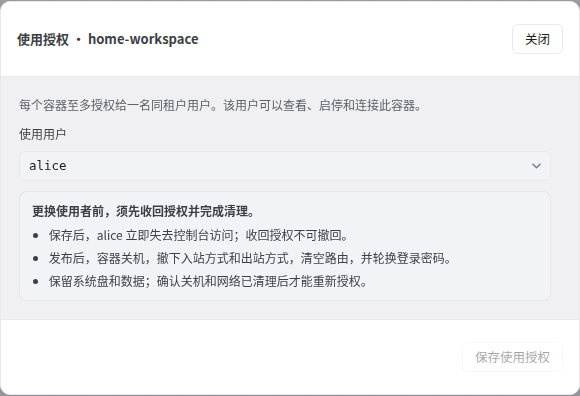 使用授权 · home-workspace
关闭
每个容器至多授权给一名同租户用户。该用户可以查看、启停和连接此容器。
使用用户
alice
更换使用者前，须先收回授权并完成清理。
• 保存后，alice 立即失去控制台访问；收回授权不可撤回。
• 发布后，容器关机，撤下入站方式和出站方式，清空路由，并轮换登录密码。
• 保留系统盘和数据；确认关机和网络已清理后才能重新授权。
保存使用授权